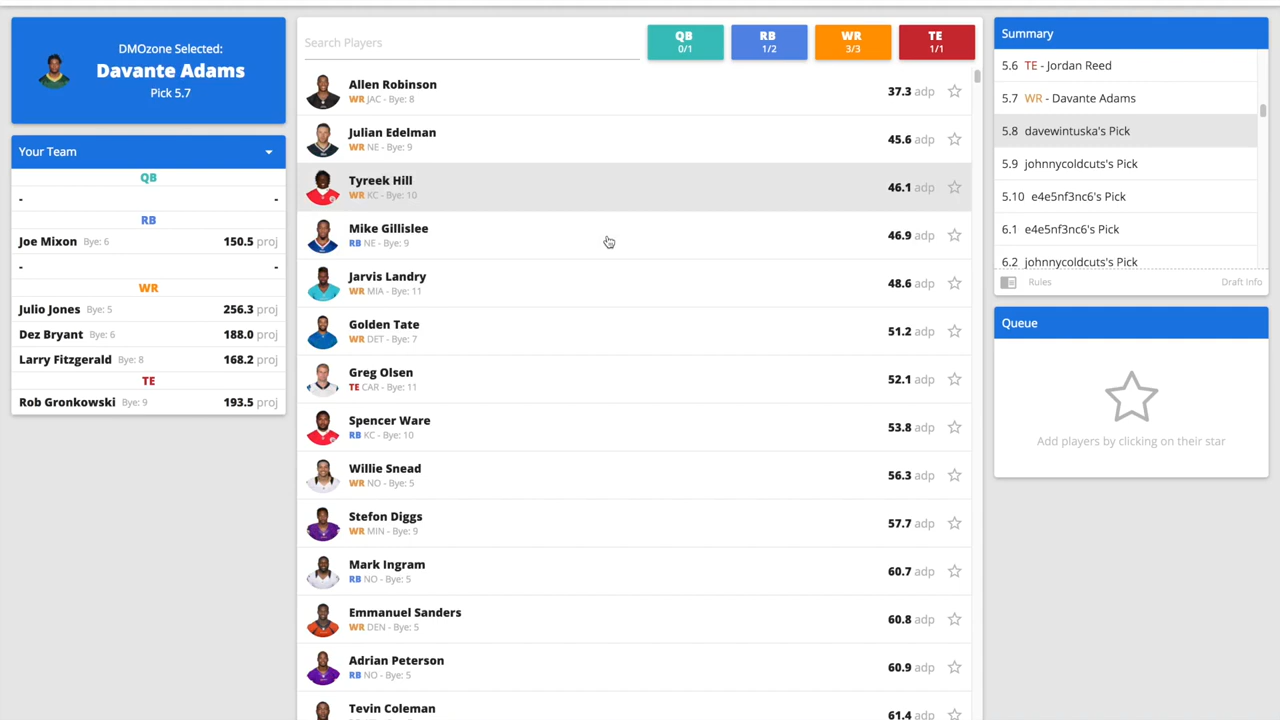 DMOzone Selected:
Davante Adams
Pick 5.7
Your Team
QB
- -
RB
Joe Mixon Bye: 6 150.5 proj
- -
WR
Julio Jones Bye: 5 256.3 proj
Dez Bryant Bye: 6 188.0 proj
Larry Fitzgerald Bye: 8 168.2 proj
TE
Rob Gronkowski Bye: 9 193.5 proj
Search Players
QB
0/1
RB
1/2
WR
3/3
TE
1/1
Allen Robinson
WR JAC - Bye: 8
37.3 adp
Julian Edelman
WR NE - Bye: 9
45.6 adp
Tyreek Hill
WR KC - Bye: 10
46.1 adp
Mike Gillislee
RB NE - Bye: 9
46.9 adp
Jarvis Landry
WR MIA - Bye: 11
48.6 adp
Golden Tate
WR DET - Bye: 7
51.2 adp
Greg Olsen
TE CAR - Bye: 11
52.1 adp
Spencer Ware
RB KC - Bye: 10
53.8 adp
Willie Snead
WR NO - Bye: 5
56.3 adp
Stefon Diggs
WR MIN - Bye: 9
57.7 adp
Mark Ingram
RB NO - Bye: 5
60.7 adp
Emmanuel Sanders
WR DEN - Bye: 5
60.8 adp
Adrian Peterson
RB NO - Bye: 5
60.9 adp
Tevin Coleman
61.4 adp
Summary
5.6 TE - Jordan Reed
5.7 WR - Davante Adams
5.8 davewintuska's Pick
5.9 johnnycoldcuts's Pick
5.10 e4e5nf3nc6's Pick
6.1 e4e5nf3nc6's Pick
6.2 johnnycoldcuts's Pick
Rules Draft Info
Queue
Add players by clicking on their star